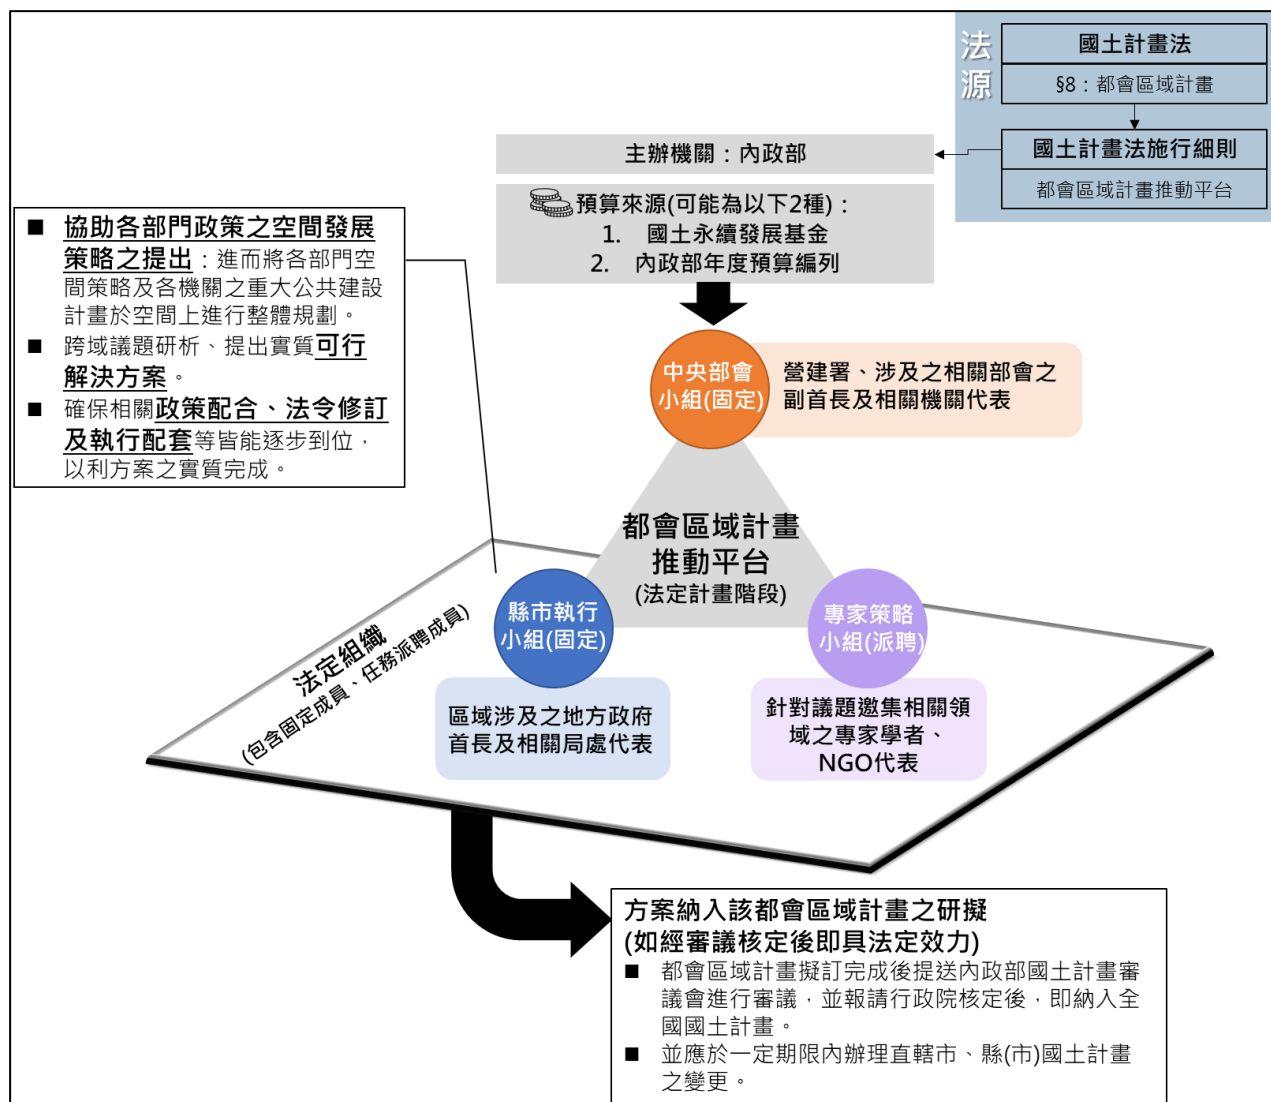 法
源
國土計畫法
§8：都會區域計畫
國土計畫法施行細則
都會區域計畫推動平台
主辦機關：內政部
預算來源(可能為以下2種)：
1. 國土永續發展基金
2. 內政部年度預算編列
■ 協助各部門政策之空間發展
策略之提出：進而將各部門空
間策略及各機關之重大公共建設
計畫於空間上進行整體規劃。
■ 跨域議題研析、提出實質可行
解決方案。
■ 確保相關政策配合、法令修訂
及執行配套等皆能逐步到位，
以利方案之實質完成。
中央部會
小組(固定)
營建署、涉及之相關部會之
副首長及相關機關代表
都會區域計畫
推動平台
(法定計畫階段)
縣市執行
小組(固定)
專家策略
小組(派聘)
法定組織
(包含固定成員、任務派聘成員)
區域涉及之地方政府
首長及相關局處代表
針對議題邀集相關領
域之專家學者、
NGO代表
方案納入該都會區域計畫之研擬
(如經審議核定後即具法定效力)
■ 都會區域計畫擬訂完成後提送內政部國土計畫審
議會進行審議，並報請行政院核定後，即納入全
國國土計畫。
■ 並應於一定期限內辦理直轄市、縣(市)國土計畫
之變更。